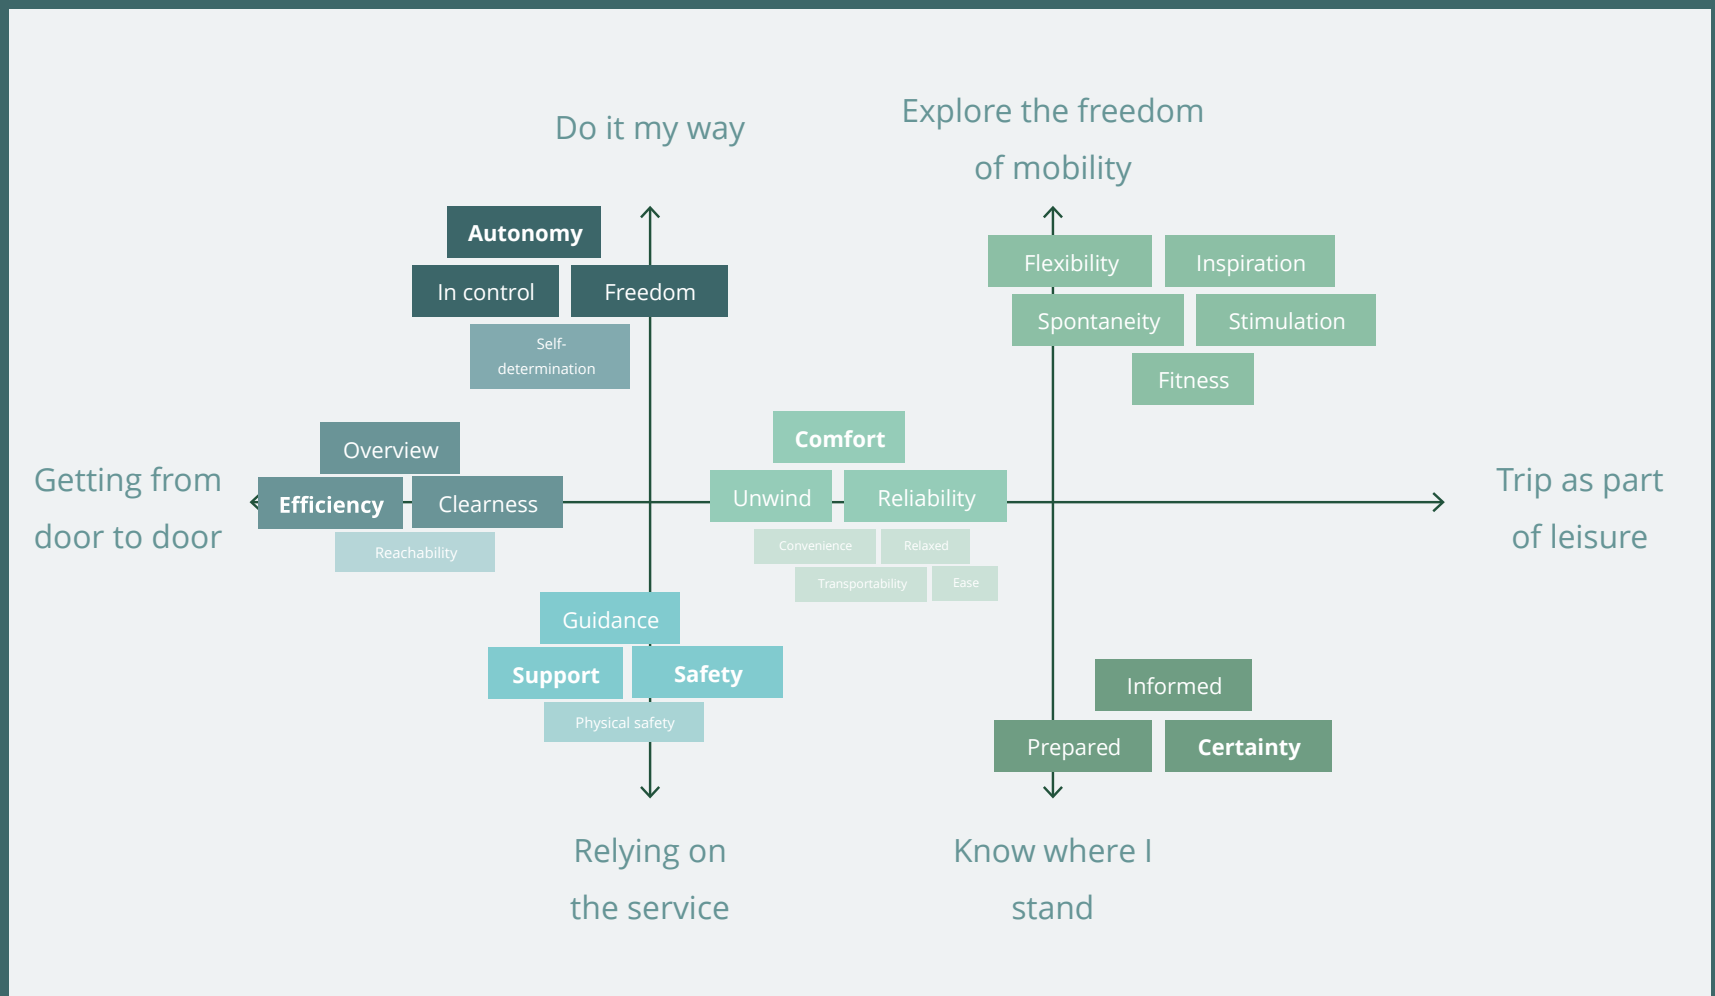 Do it my way
Explore the freedom
of mobility
Autonomy
In control
Freedom
Self-
determination
Flexibility
Inspiration
Spontaneity
Stimulation
Fitness
Getting from
door to door
Overview
Efficiency
Clearness
Reachability
Comfort
Unwind
Reliability
Convenience
Relaxed
Transportability
Ease
Trip as part
of leisure
Guidance
Support
Safety
Physical safety
Informed
Prepared
Certainty
Relying on
the service
Know where I
stand